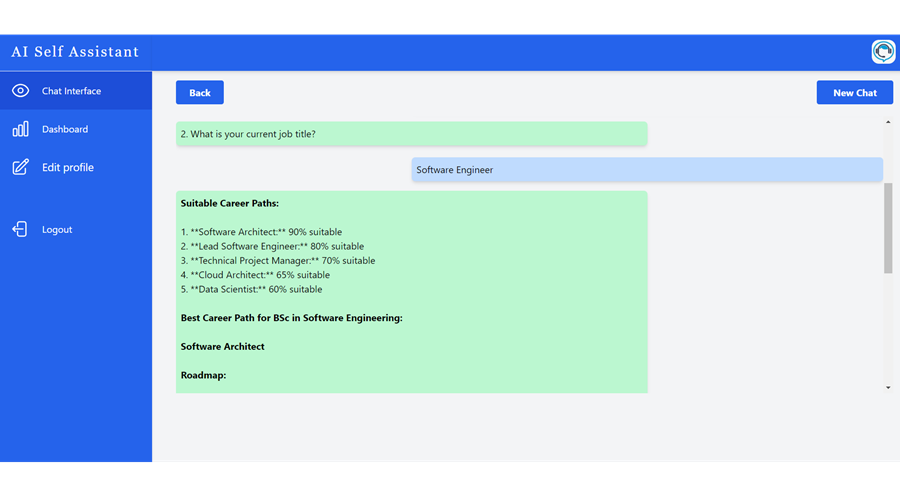 AI Self Assistant
Chat Interface
Dashboard
Edit profile
Logout
Back
New Chat
2. What is your current job title?
Software Engineer
Suitable Career Paths:
1. **Software Architect:** 90% suitable
2. **Lead Software Engineer:** 80% suitable
3. **Technical Project Manager:** 70% suitable
4. **Cloud Architect:** 65% suitable
5. **Data Scientist:** 60% suitable
Best Career Path for BSc in Software Engineering:
Software Architect
Roadmap: